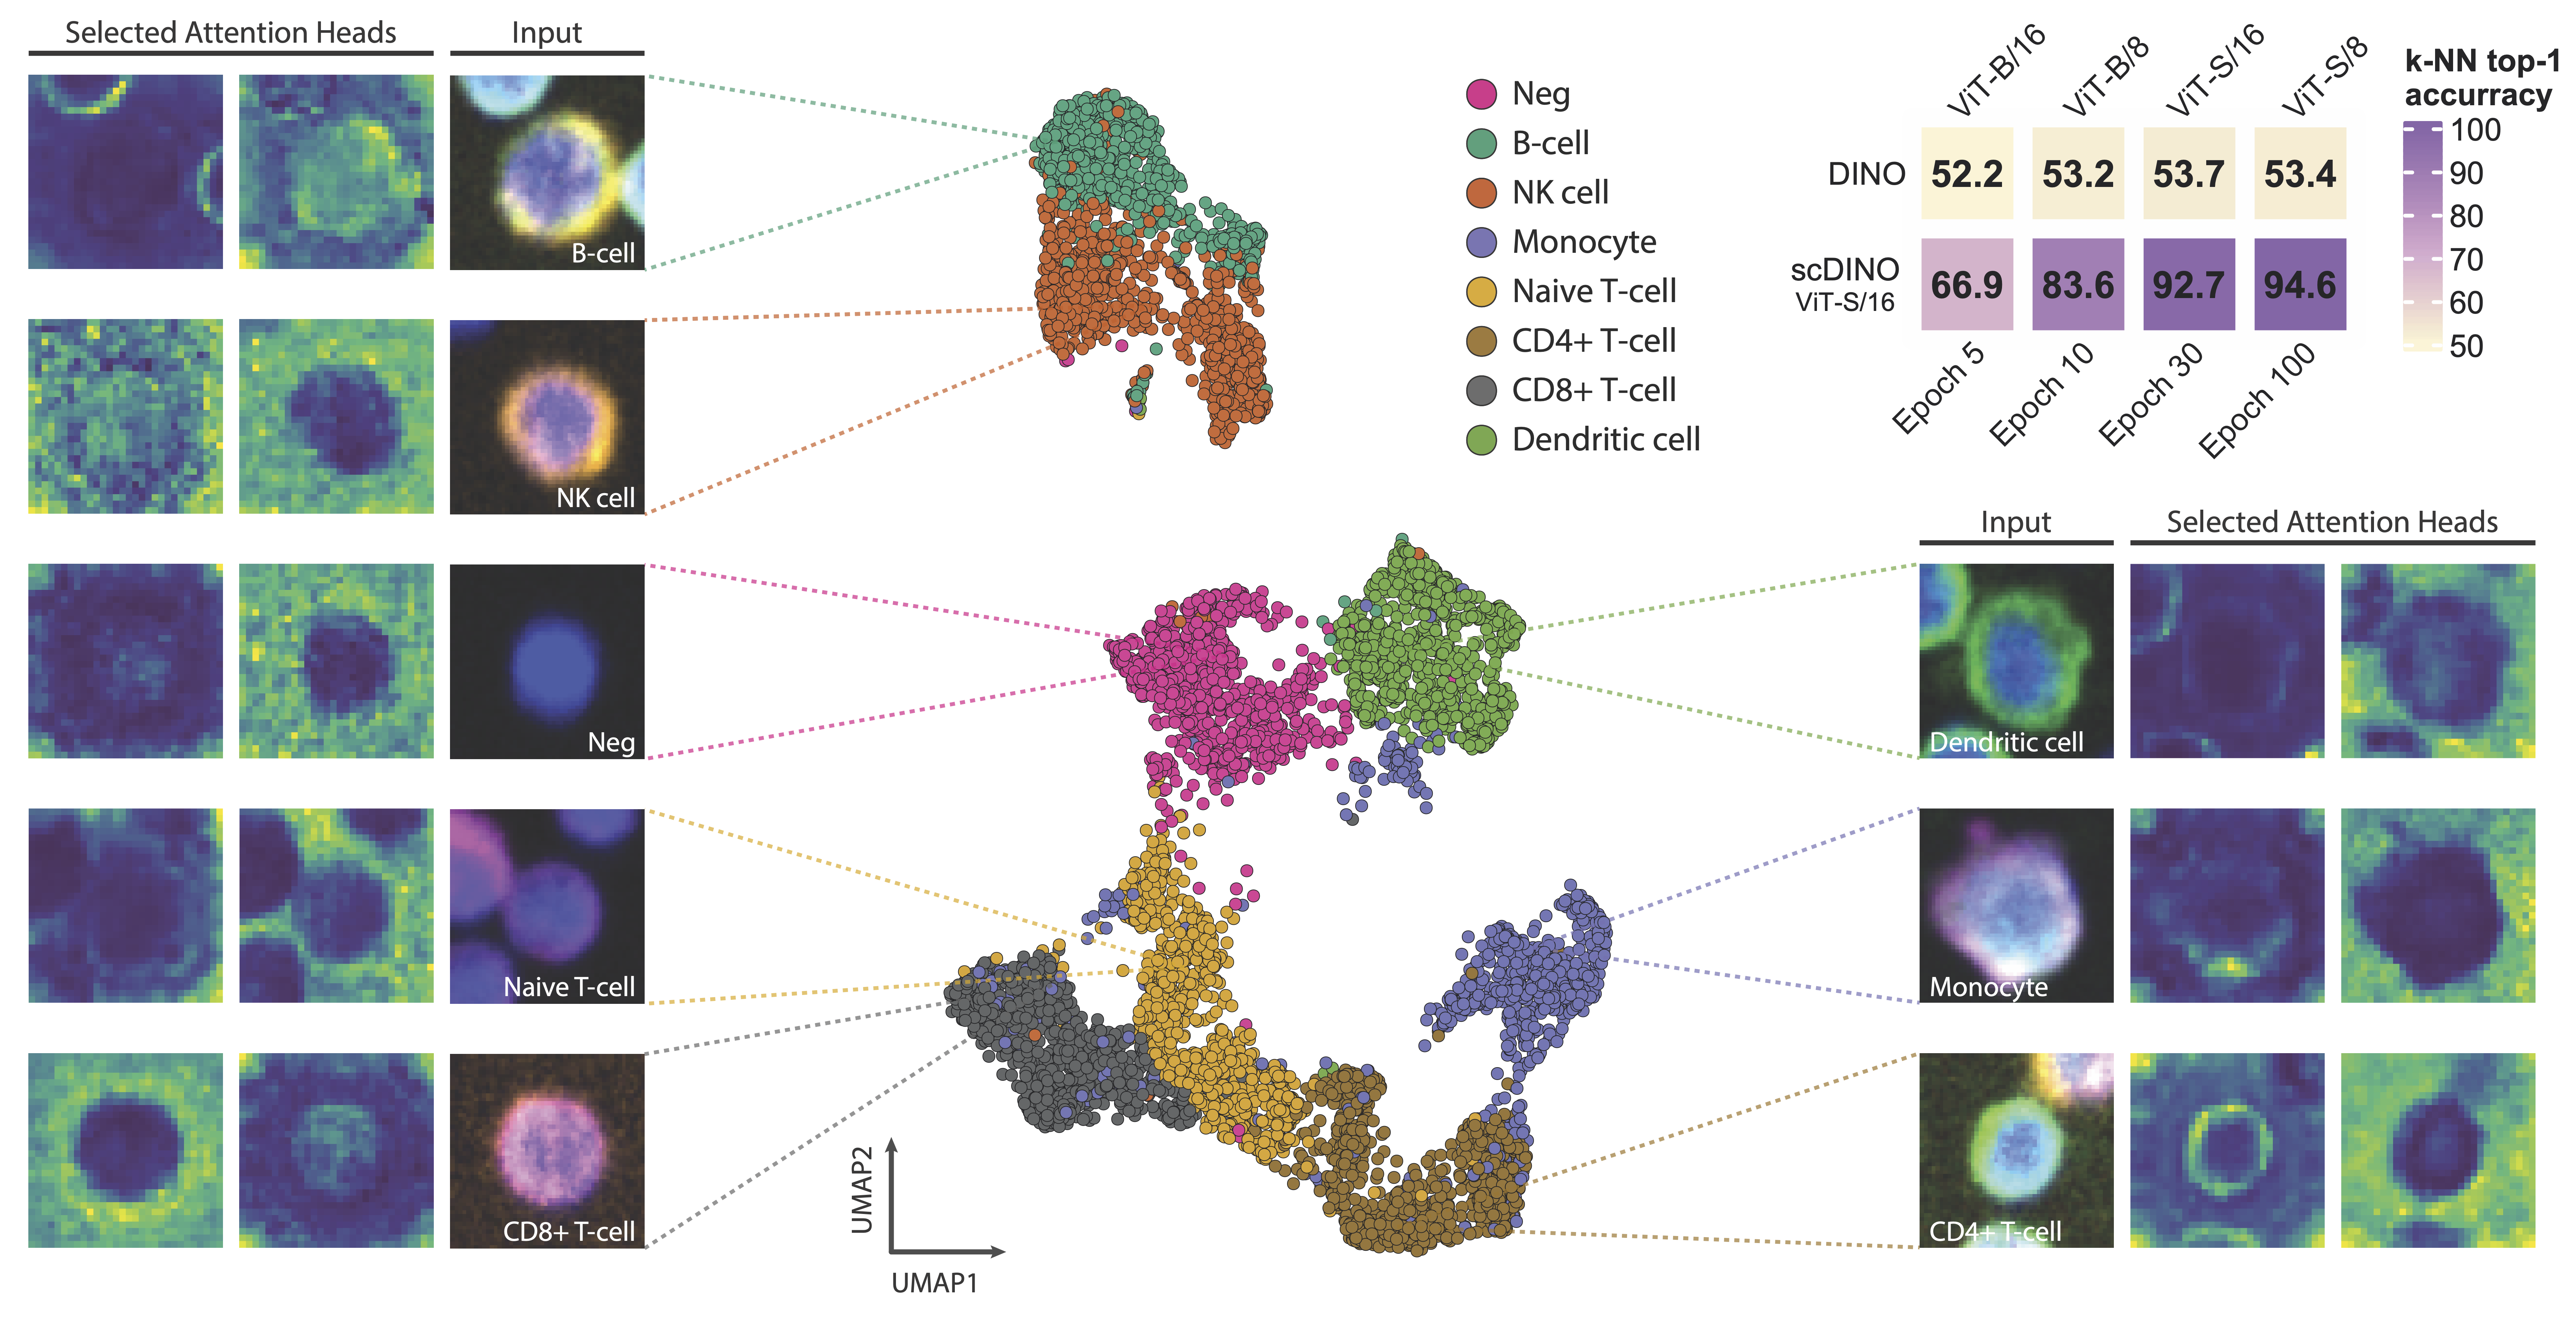 Selected Attention Heads
Input
B-cell
NK cell
Neg
Naive T-cell
CD8+ T-cell
UMAP2
UMAP1
Neg
B-cell
NK cell
Monocyte
Naive T-cell
CD4+ T-cell
CD8+ T-cell
Dendritic cell
ViT-B/16
ViT-B/8
ViT-S/16
ViT-S/8
DINO
52.2
53.2
53.7
53.4
scDINO
ViT-S/16
66.9
83.6
92.7
94.6
Epoch 5
Epoch 10
Epoch 30
Epoch 100
k-NN top-1
accurracy
100
90
80
70
60
50
Input
Selected Attention Heads
Dendritic cell
Monocyte
CD4+ T-cell